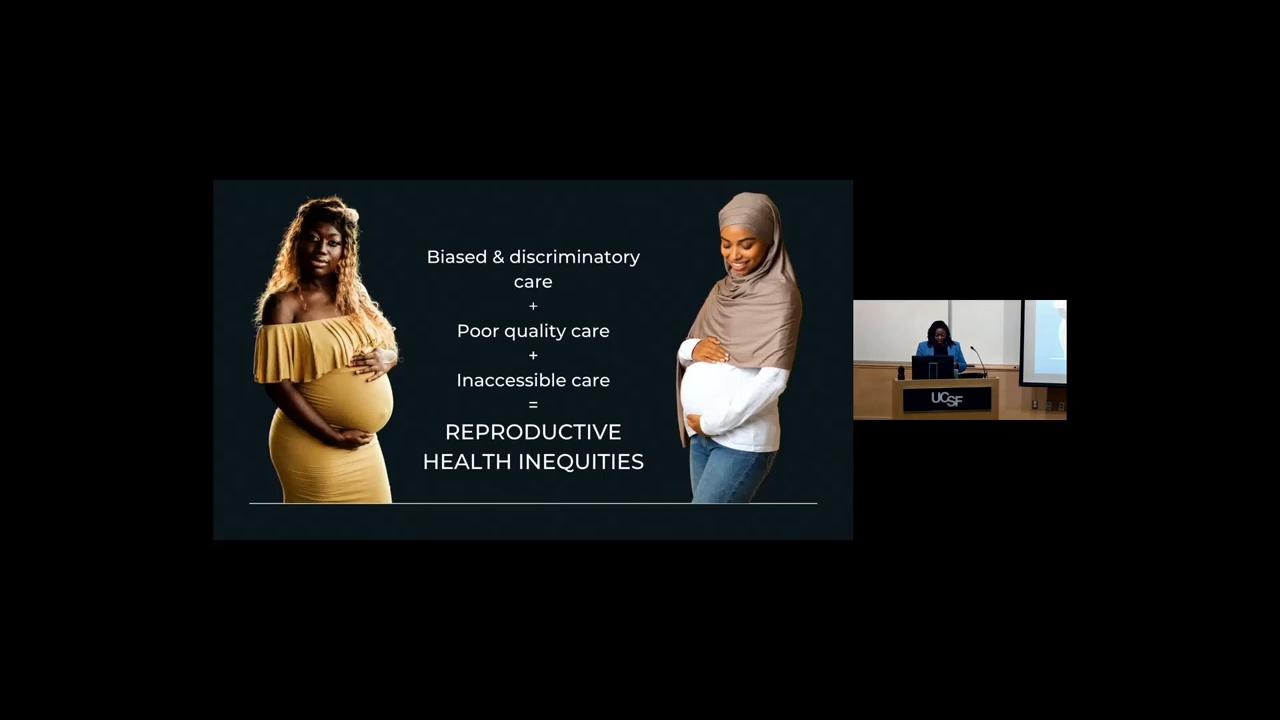 Biased & discriminatory
care
+
Poor quality care
+
Inaccessible care
=
REPRODUCTIVE
HEALTH INEQUITIES
UCSF